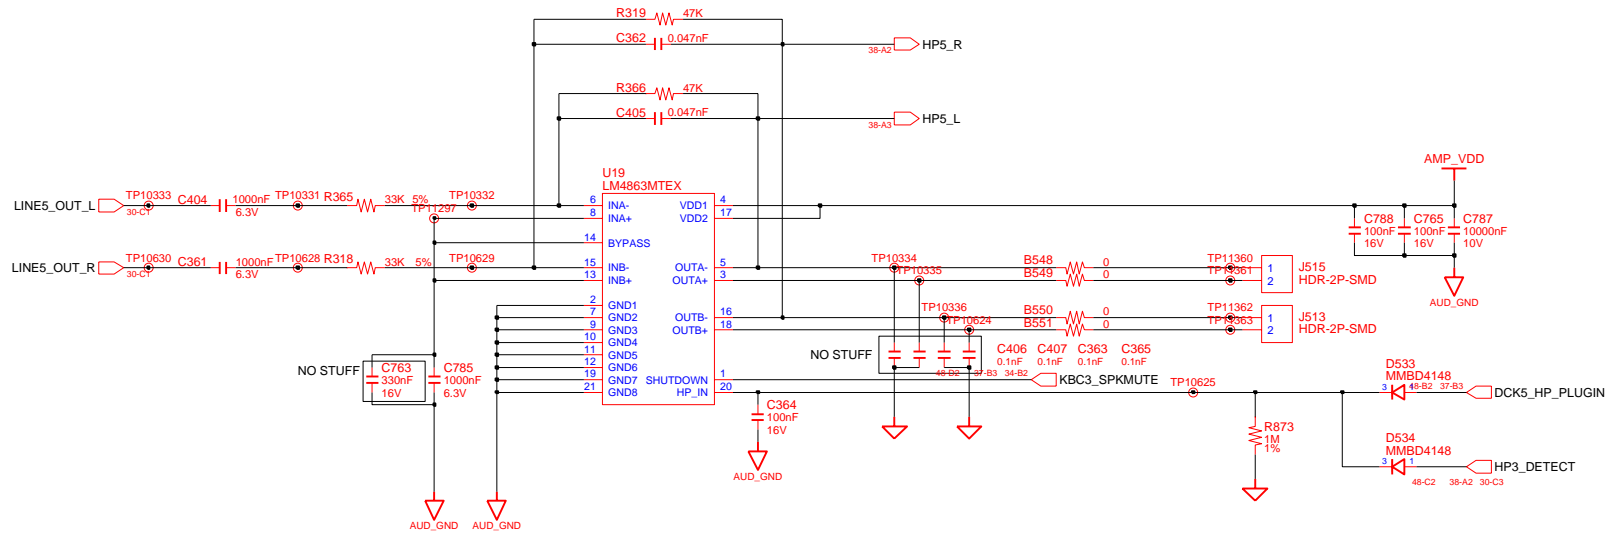 R319 47K
C362 0.047nF
38-A2 HP5_R
R366 47K
C405 0.047nF
38-A3 HP5_L
AMP_VDD
U19
LM4863MTEX
LINE5_OUT_L TP10333 C404 1000nF TP10331 R365 33K 5% TP10332
30-C1 6.3V
TP11297
6 INA- VDD1 4
8 INA+ VDD2 17
14 BYPASS
LINE5_OUT_R TP10630 C361 1000nF TP10628 R318 33K 5% TP10629
30-C1 6.3V
15 INB- OUTA- 5
13 INB+ OUTA+ 3
2 GND1
7 GND2 OUTB- 16
9 GND3 OUTB+ 18
10 GND4
11 GND5
12 GND6
19 GND7 SHUTDOWN 1
21 GND8 HP_IN 20
C788
100nF
16V
C765
100nF
16V
C787
10000nF
10V
AUD_GND
TP10334 B548 0 TP11360
TP10335 B549 0 TP11361
1 J515
2 HDR-2P-SMD
TP10336 B550 0 TP11362
TP10624 B551 0 TP11363
1 J513
2 HDR-2P-SMD
NO STUFF
C406 C407 C363 C365
0.1nF 0.1nF 0.1nF 0.1nF
48-D2 37-B3 34-B2
KBC3_SPKMUTE
NO STUFF
C763
330nF
16V
C785
1000nF
6.3V
C364
100nF
16V
AUD_GND
TP10625
D533
MMBD4148
3 1 48-B2 37-B3
DCK5_HP_PLUGIN
R873
1M
1%
D534
MMBD4148
3 1
HP3_DETECT
48-C2 38-A2 30-C3
AUD_GND AUD_GND